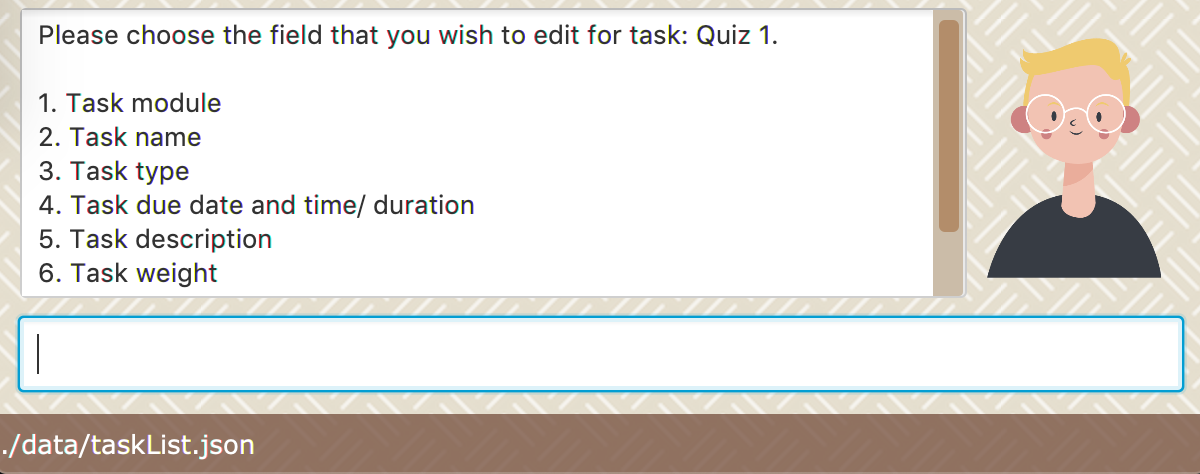 Please choose the field that you wish to edit for task: Quiz 1.
1. Task module
2. Task name
3. Task type
4. Task due date and time/ duration
5. Task description
6. Task weight
./data/taskList.json